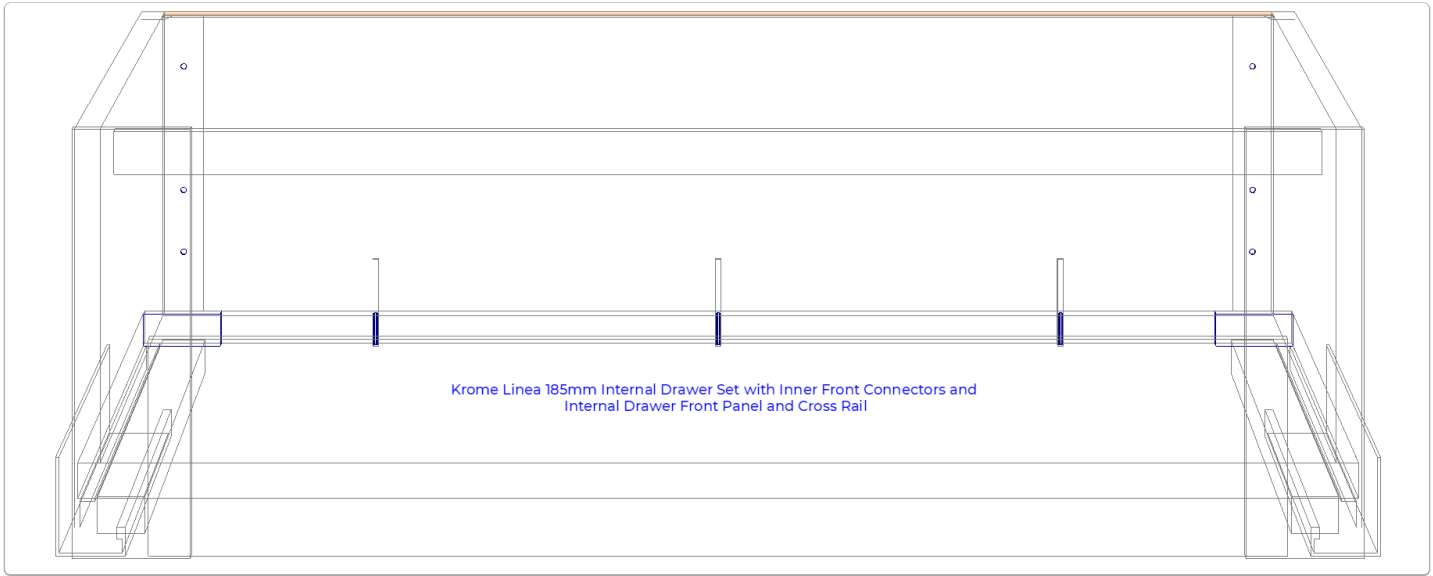 Krome Linea 185mm Internal Drawer Set with Inner Front Connectors and
Internal Drawer Front Panel and Cross Rail